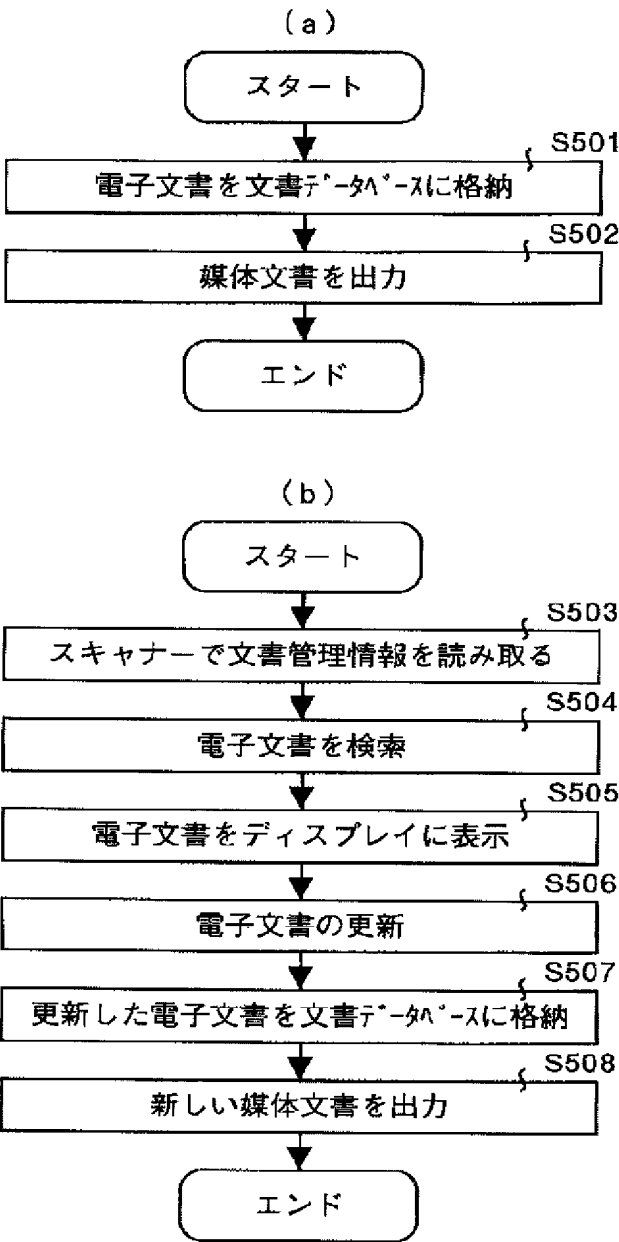 (a)
スタート
S501
電子文書を文書ﾃﾞｰﾀﾍﾞｰｽに格納
S502
媒体文書を出力
エンド
(b)
スタート
S503
スキャナーで文書管理情報を読み取る
S504
電子文書を検索
S505
電子文書をディスプレイに表示
S506
電子文書の更新
S507
更新した電子文書を文書ﾃﾞｰﾀﾍﾞｰｽに格納
S508
新しい媒体文書を出力
エンド